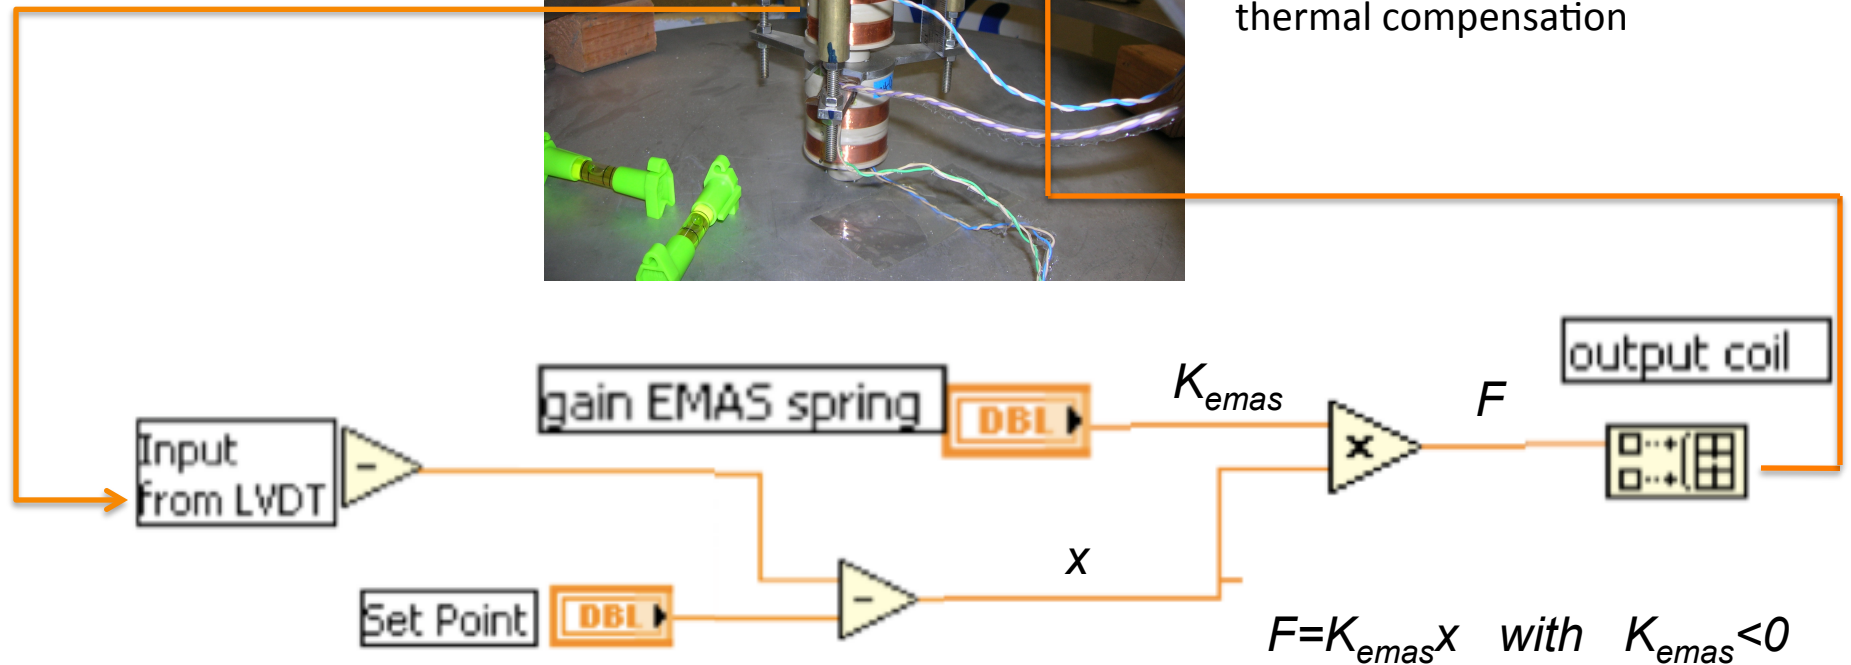 thermal compensation
output coil
gain EMAS spring
DBL
K_emas
F
x
Input
from LVDT
-
x
Set Point
DBL
-
F=K_emas x with K_emas<0